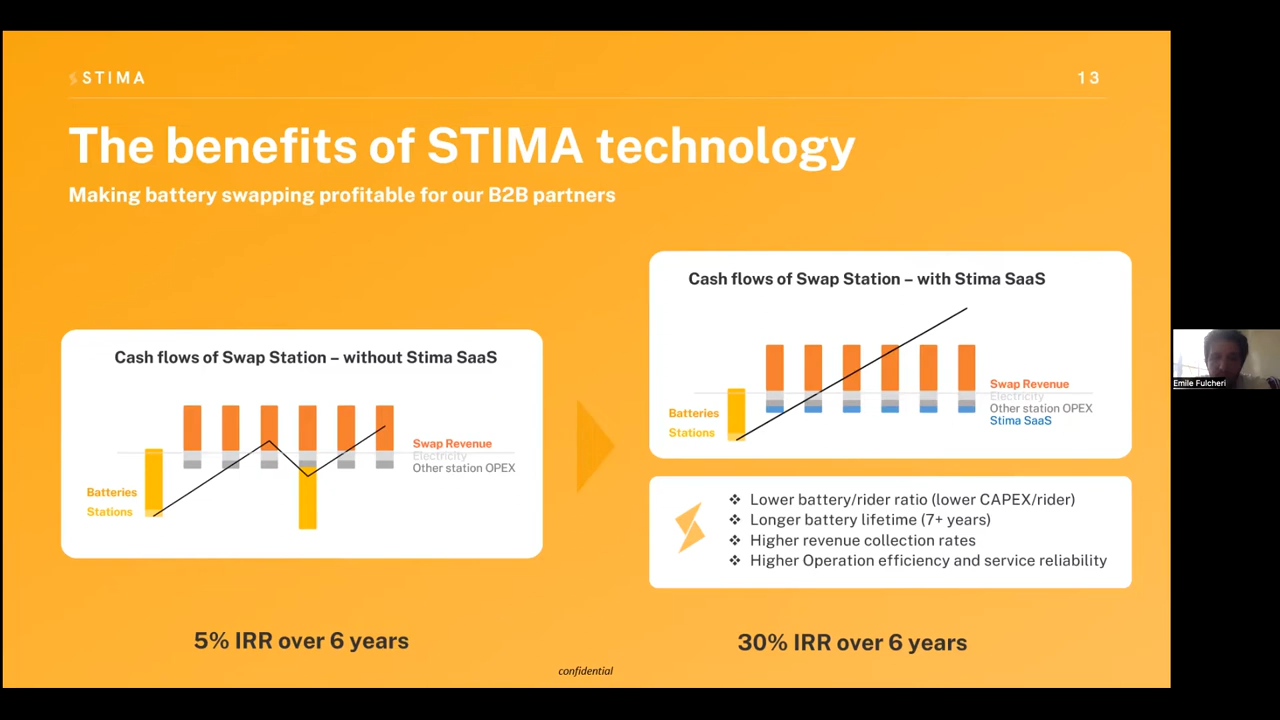 STIMA
13
The benefits of STIMA technology
Making battery swapping profitable for our B2B partners
Cash flows of Swap Station – without Stima SaaS
Batteries
Stations
Swap Revenue
Electricity
Other station OPEX
5% IRR over 6 years
Cash flows of Swap Station – with Stima SaaS
Batteries
Stations
Swap Revenue
Electricity
Other station OPEX
Stima SaaS
❖ Lower battery/rider ratio (lower CAPEX/rider)
❖ Longer battery lifetime (7+ years)
❖ Higher revenue collection rates
❖ Higher Operation efficiency and service reliability
30% IRR over 6 years
confidential
Emile Fulcheri